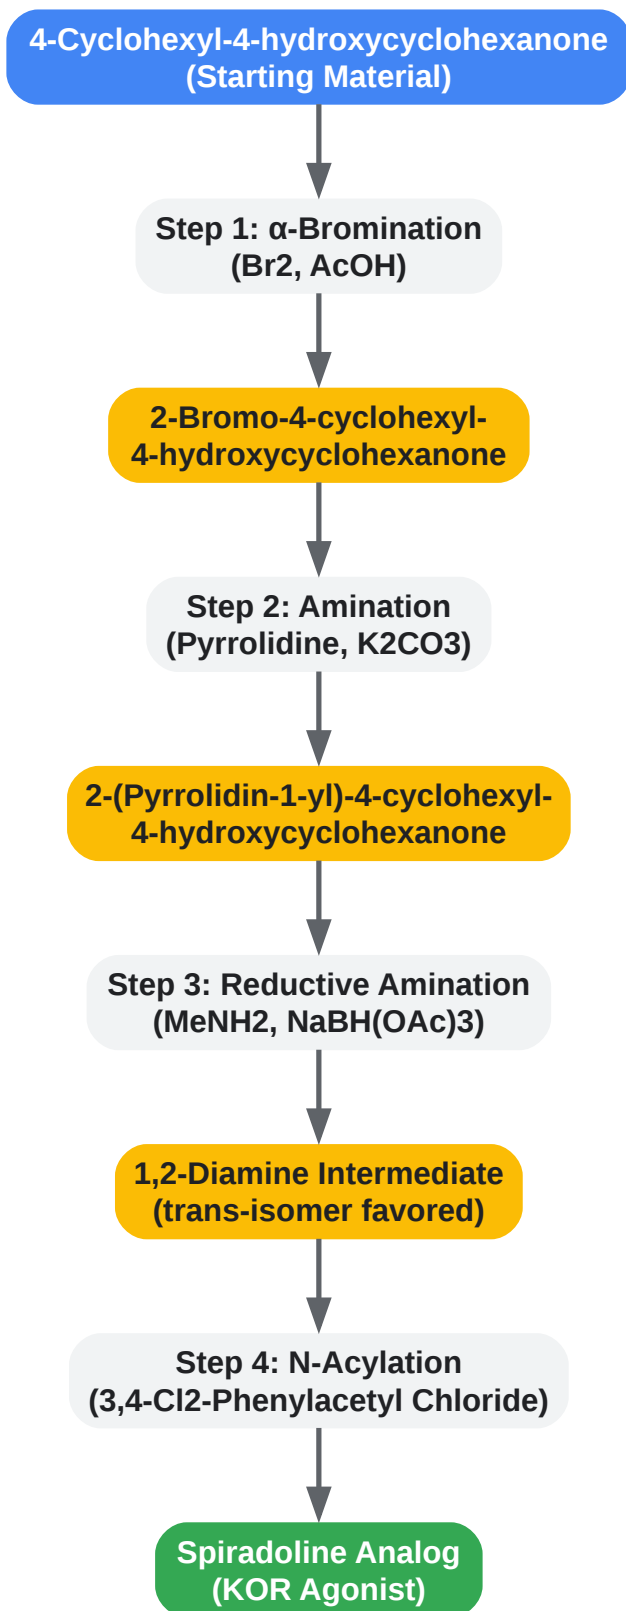 4-Cyclohexyl-4-hydroxycyclohexanone
(Starting Material)
Step 1: α-Bromination
(Br2, AcOH)
2-Bromo-4-cyclohexyl-
4-hydroxycyclohexanone
Step 2: Amination
(Pyrrolidine, K2CO3)
2-(Pyrrolidin-1-yl)-4-cyclohexyl-
4-hydroxycyclohexanone
Step 3: Reductive Amination
(MeNH2, NaBH(OAc)3)
1,2-Diamine Intermediate
(trans-isomer favored)
Step 4: N-Acylation
(3,4-Cl2-Phenylacetyl Chloride)
Spiradoline Analog
(KOR Agonist)